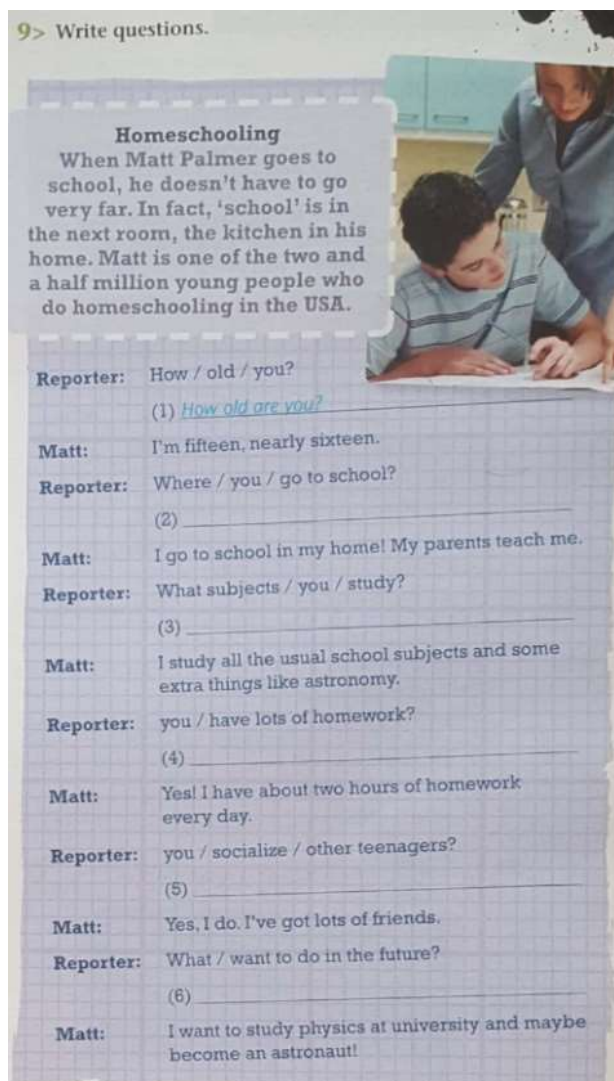 9> Write questions.
Homeschooling
When Matt Palmer goes to
school, he doesn't have to go
very far. In fact, 'school' is in
the next room, the kitchen in his
home. Matt is one of the two and
a half million young people who
do homeschooling in the USA.
Reporter: How / old / you?
(1) How old are you?
Matt: I'm fifteen, nearly sixteen.
Reporter: Where / you / go to school?
(2)
Matt: I go to school in my home! My parents teach me.
Reporter: What subjects / you / study?
(3)
Matt: I study all the usual school subjects and some
extra things like astronomy.
Reporter: you / have lots of homework?
(4)
Matt: Yes! I have about two hours of homework
every day.
Reporter: you / socialize / other teenagers?
(5)
Matt: Yes, I do. I've got lots of friends.
Reporter: What / want to do in the future?
(6)
Matt: I want to study physics at university and maybe
become an astronaut!